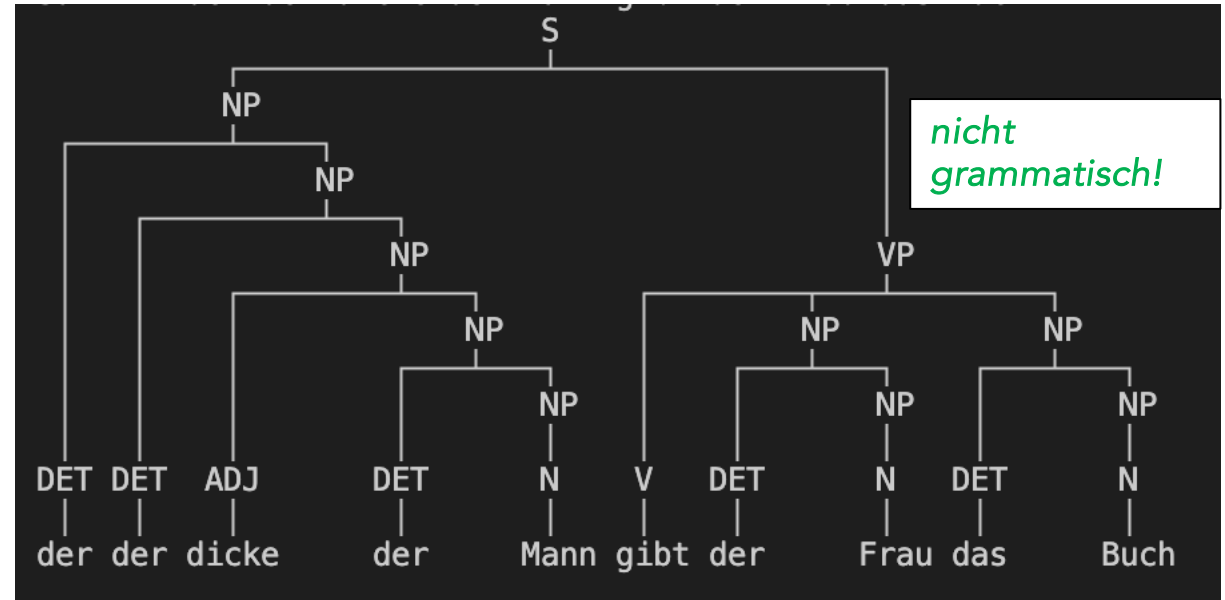 S
NP
nicht
grammatisch!
NP
NP VP
NP NP NP
NP NP NP
DET DET ADJ DET N V DET N DET N
der der dicke der Mann gibt der Frau das Buch